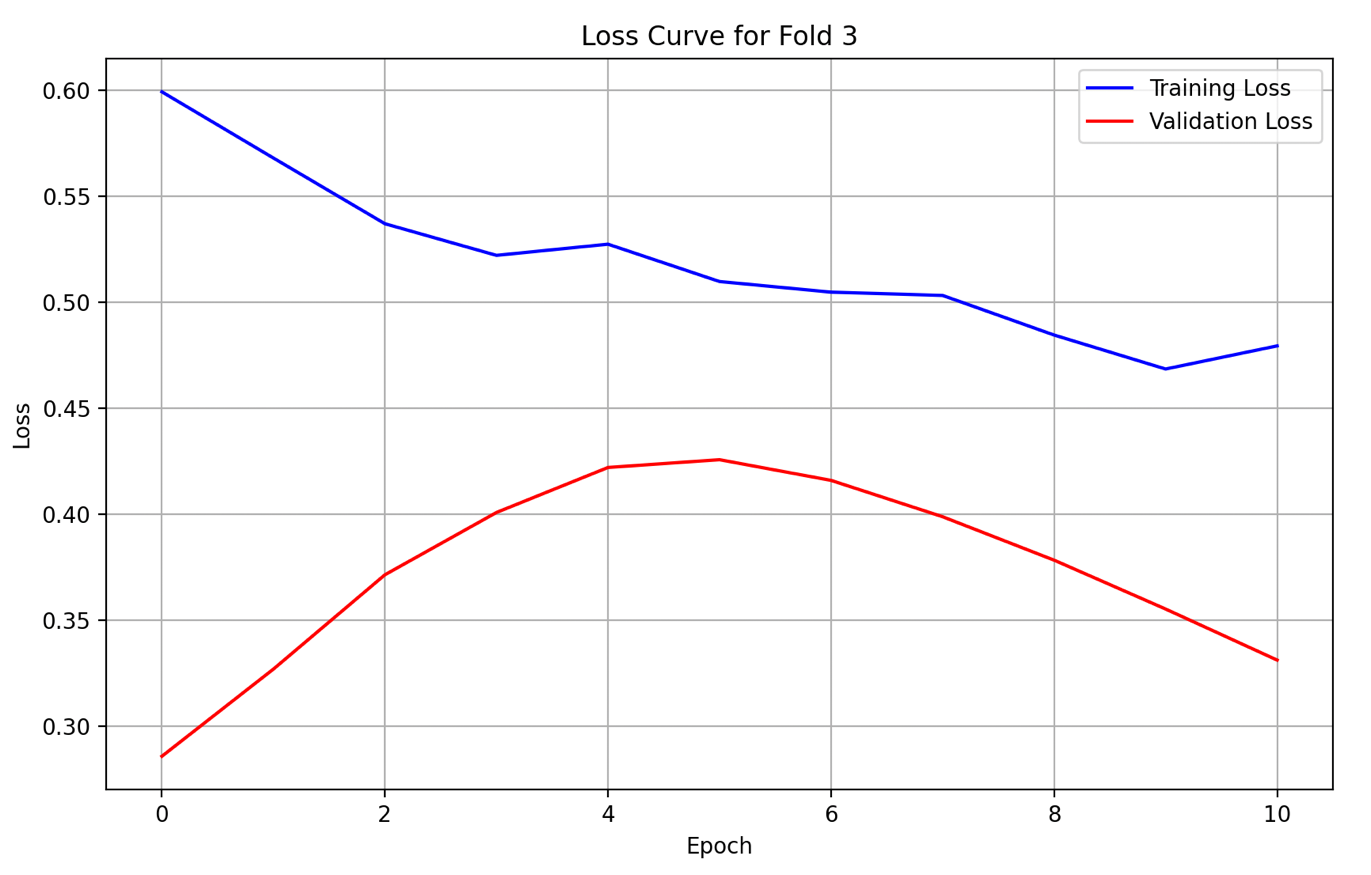 Loss Curve for Fold 3
Training Loss
Validation Loss
0.60
0.55
0.50
0.45
0.40
0.35
0.30
Loss
0 2 4 6 8 10
Epoch